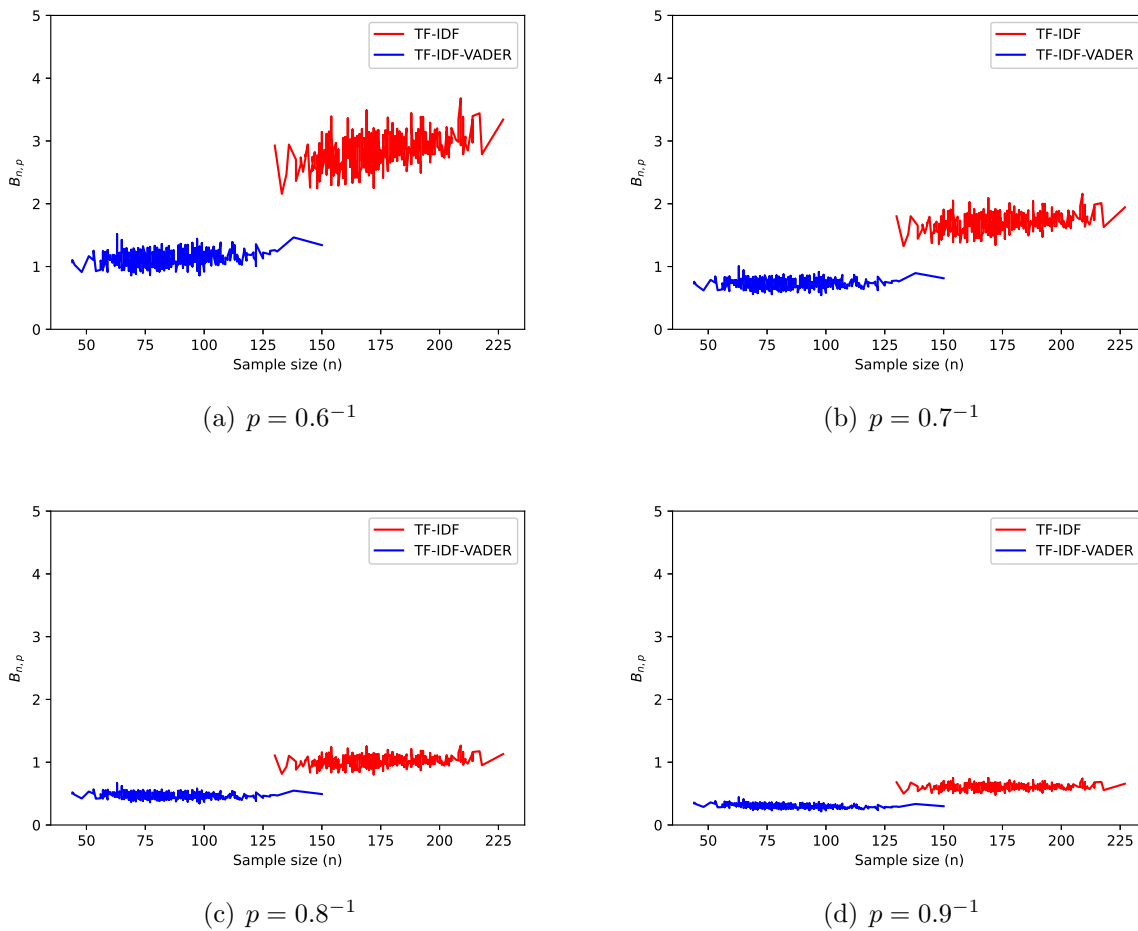 5
4
3
2
1
0
B_{n,p}
TF-IDF
TF-IDF-VADER
50 75 100 125 150 175 200 225
Sample size (n)
(a) p = 0.6^{-1}
5
4
3
2
1
0
B_{n,p}
TF-IDF
TF-IDF-VADER
50 75 100 125 150 175 200 225
Sample size (n)
(b) p = 0.7^{-1}
5
4
3
2
1
0
B_{n,p}
TF-IDF
TF-IDF-VADER
50 75 100 125 150 175 200 225
Sample size (n)
(c) p = 0.8^{-1}
5
4
3
2
1
0
B_{n,p}
TF-IDF
TF-IDF-VADER
50 75 100 125 150 175 200 225
Sample size (n)
(d) p = 0.9^{-1}